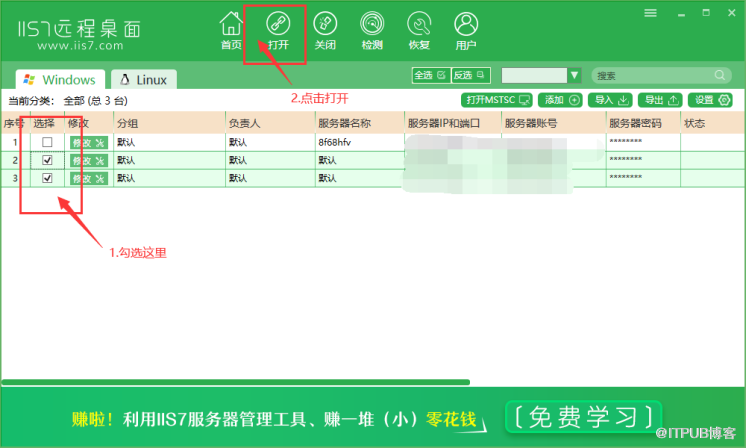 IIS7远程桌面
www.iis7.com
首页 打开 关闭 检测 恢复 用户
Windows Linux 全选 反选 搜索
2.点击打开
当前分类： 全部 (总 3 台) 打开MSTSC 添加 导入 导出 设置
序号 选择 修改 分组 负责人 服务器名称 服务器IP和端口 服务器账号 服务器密码 状态
1 修改 默认 默认 8f68hfv ********
2 修改 默认 默认 默认 ********
3 修改 默认 默认 默认 ********
1.勾选这里
赚啦！利用IIS7服务器管理工具、赚一堆（小）零花钱 [免费学习]
@ITPUB博客